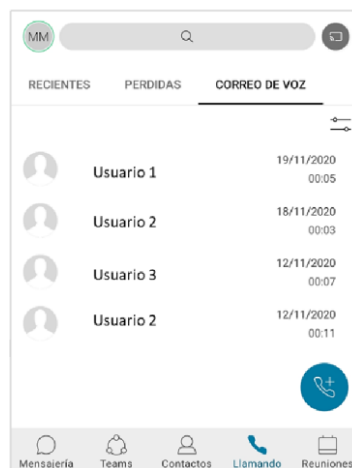 MM
RECIENTES PERDIDAS CORREO DE VOZ
Usuario 1 19/11/2020
00:05
Usuario 2 18/11/2020
00:03
Usuario 3 12/11/2020
00:07
Usuario 2 12/11/2020
00:11
Mensajería Teams Contactos Llamando Reuniones